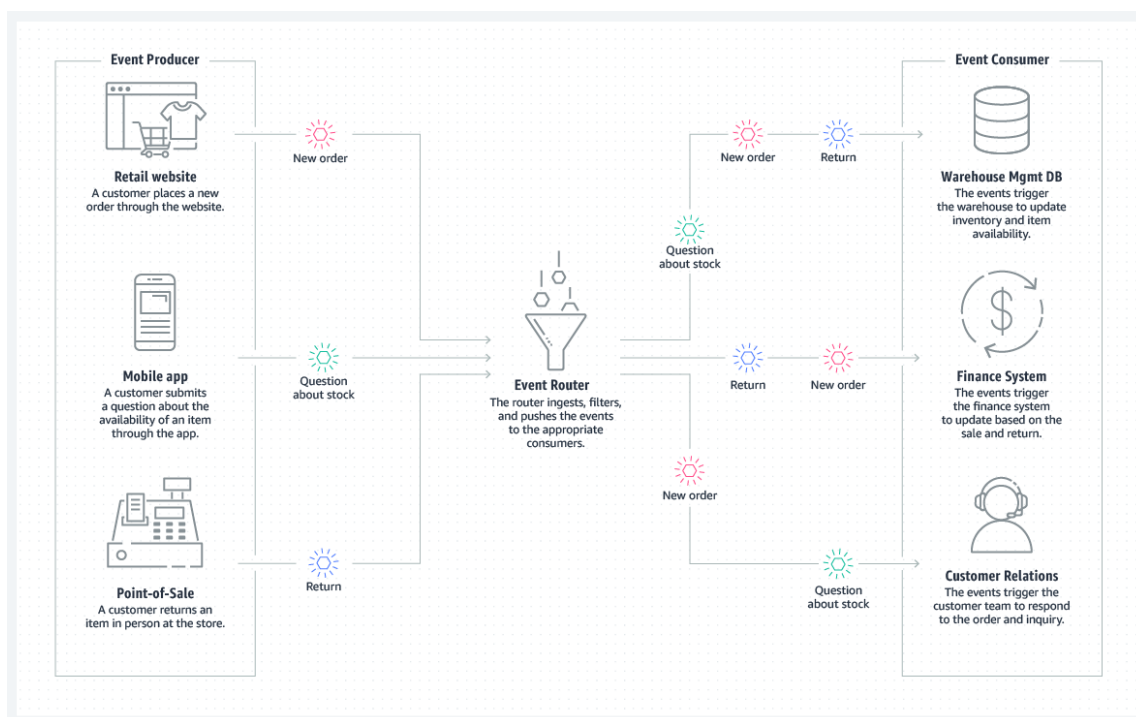 Event Producer
Retail website
A customer places a new
order through the website.
Mobile app
A customer submits
a question about the
availability of an item
through the app.
Point-of-Sale
A customer returns an
item in person at the store.
New order
Question
about stock
Return
Event Router
The router ingests, filters,
and pushes the events
to the appropriate
consumers.
New order
Return
Question
about stock
Return
New order
New order
Question
about stock
Event Consumer
Warehouse Mgmt DB
The events trigger
the warehouse to update
inventory and item
availability.
Finance System
The events trigger
the finance system
to update based on the
sale and return.
Customer Relations
The events trigger the
customer team to respond
to the order and inquiry.